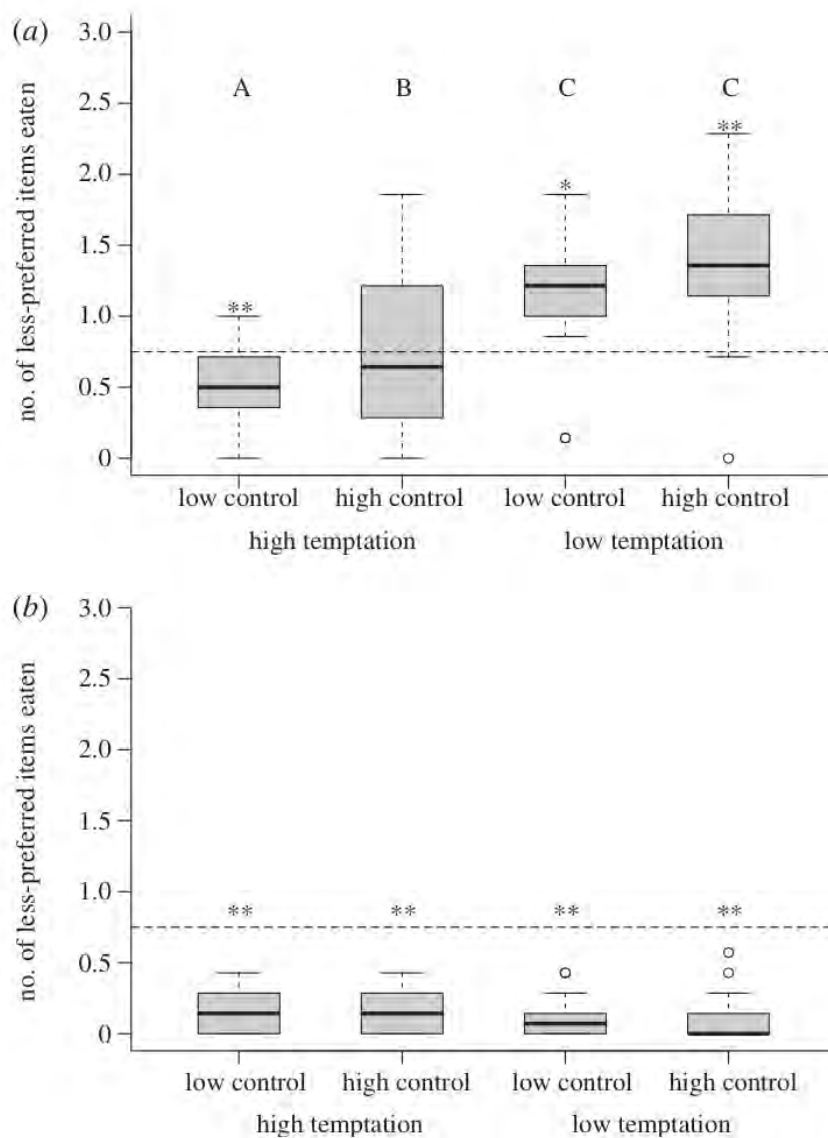 (a)
3.0
A B C C
2.5
**
2.0
*
1.5
**
1.0
0.5
0
no. of less-preferred items eaten
low control high control low control high control
high temptation low temptation
(b)
3.0
2.5
2.0
1.5
1.0
** ** ** **
0.5
0
no. of less-preferred items eaten
low control high control low control high control
high temptation low temptation